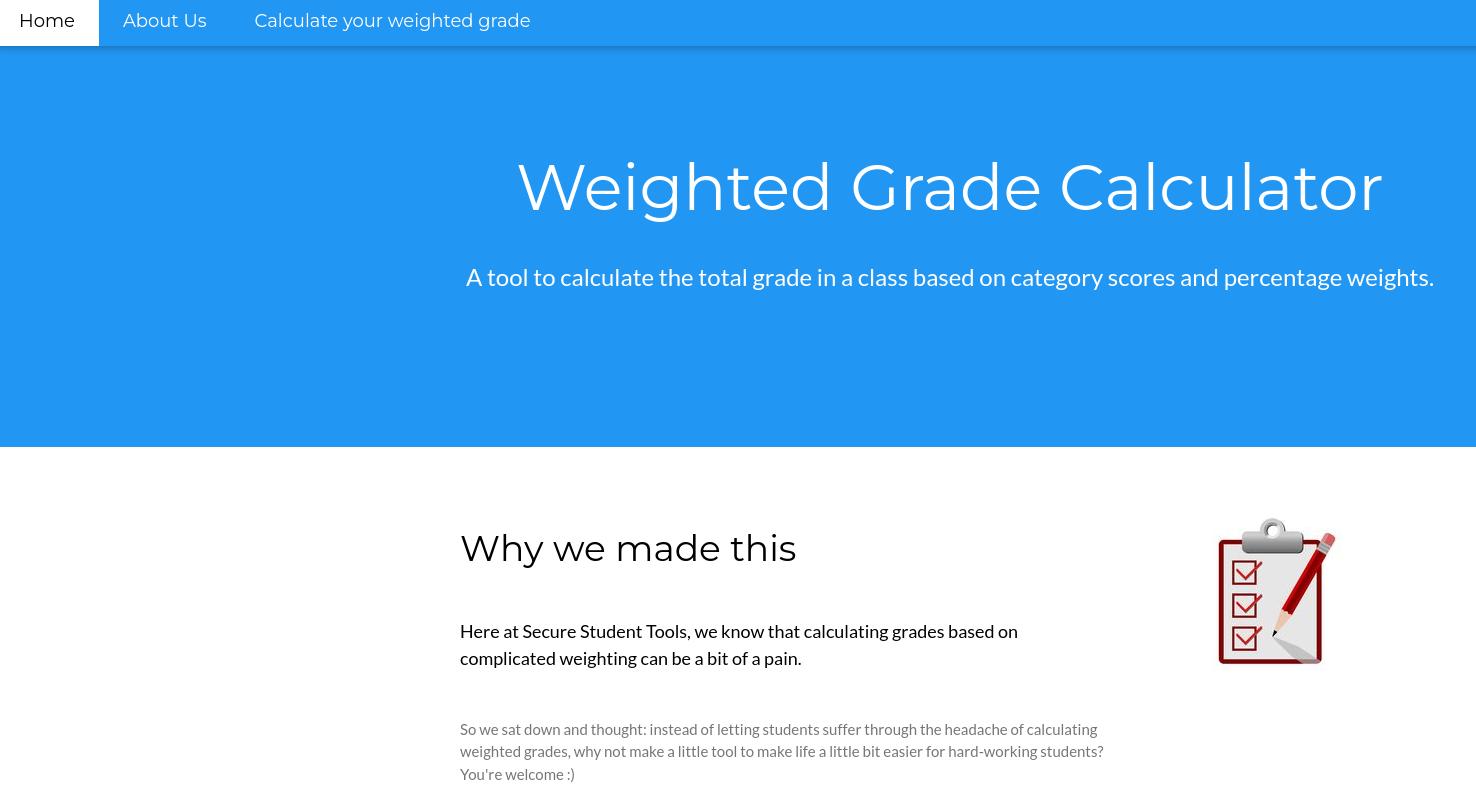 Home About Us Calculate your weighted grade
Weighted Grade Calculator
A tool to calculate the total grade in a class based on category scores and percentage weights.
Why we made this
Here at Secure Student Tools, we know that calculating grades based on
complicated weighting can be a bit of a pain.
So we sat down and thought: instead of letting students suffer through the headache of calculating
weighted grades, why not make a little tool to make life a little bit easier for hard-working students?
You're welcome :)